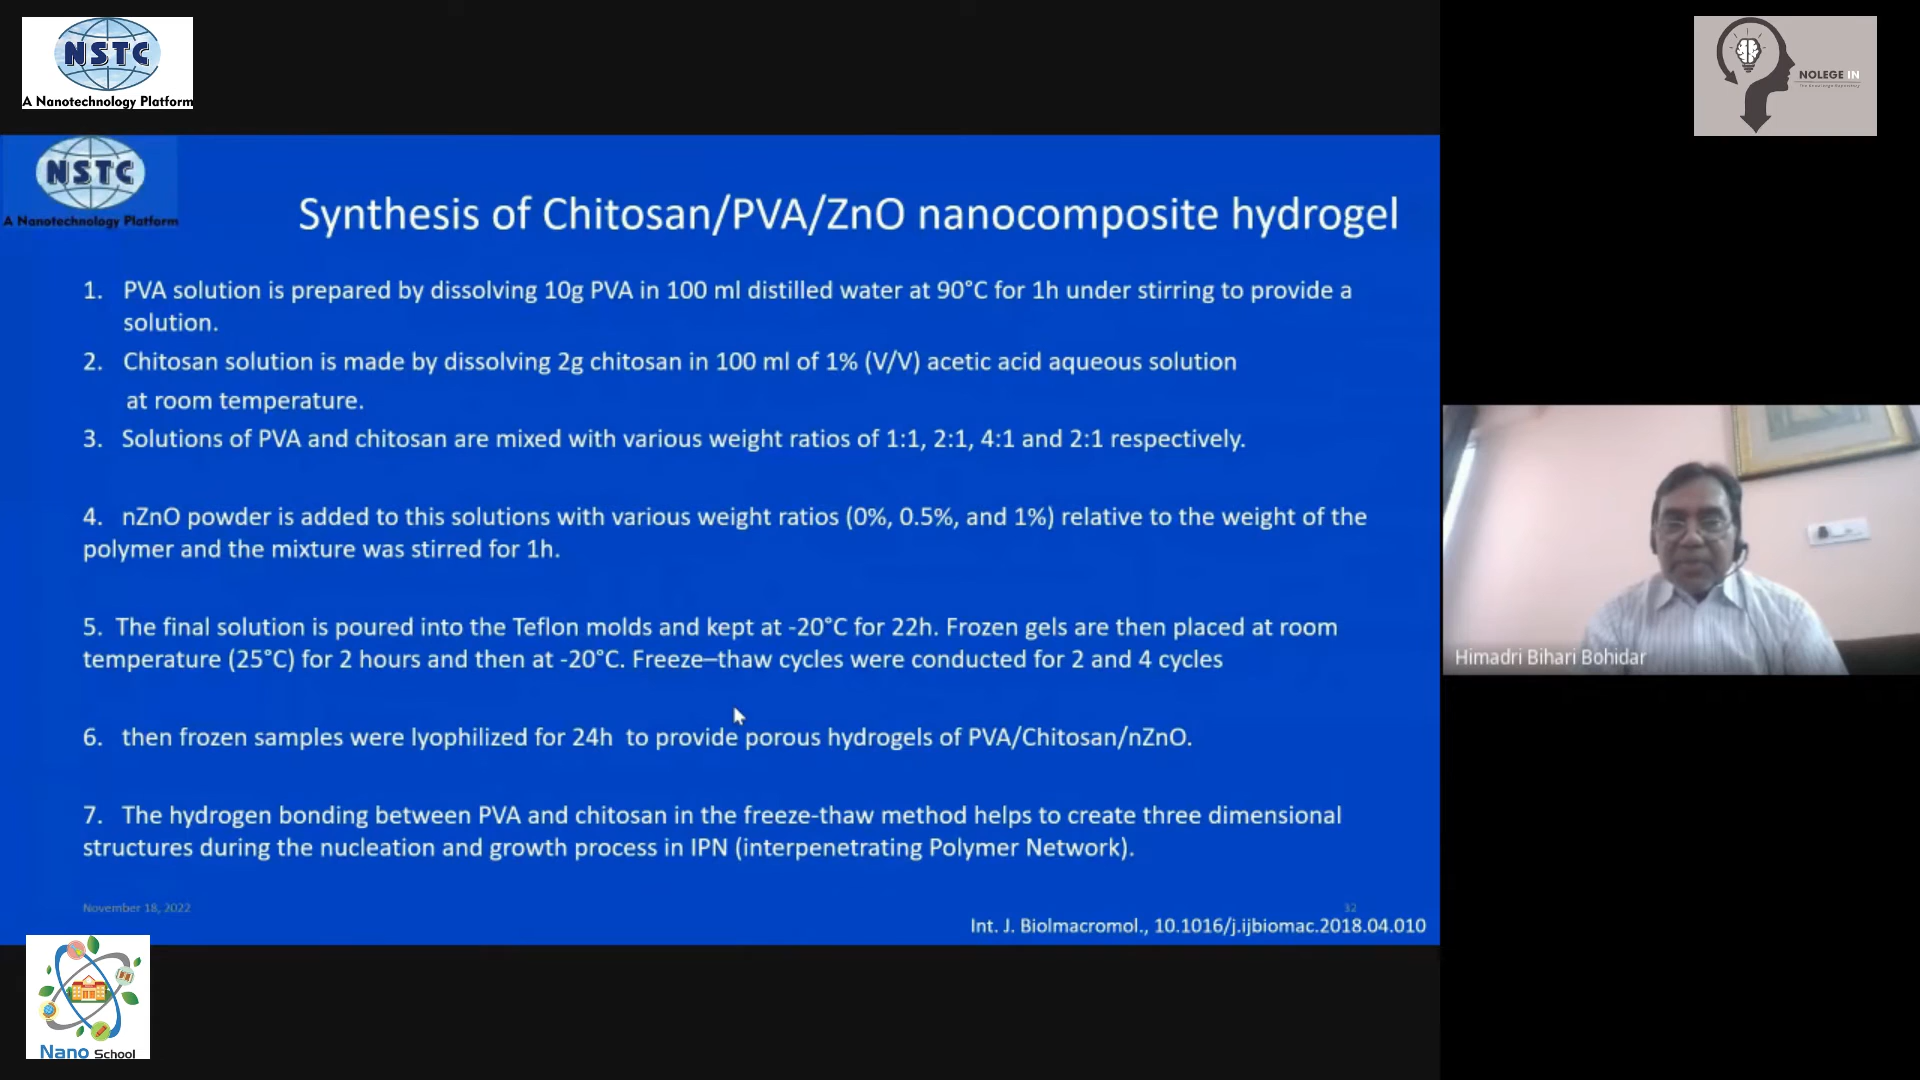 NSTC
A Nanotechnology Platform
NOLEGE IN
NSTC
A Nanotechnology Platform
Synthesis of Chitosan/PVA/ZnO nanocomposite hydrogel
1. PVA solution is prepared by dissolving 10g PVA in 100 ml distilled water at 90°C for 1h under stirring to provide a
solution.
2. Chitosan solution is made by dissolving 2g chitosan in 100 ml of 1% (V/V) acetic acid aqueous solution
at room temperature.
3. Solutions of PVA and chitosan are mixed with various weight ratios of 1:1, 2:1, 4:1 and 2:1 respectively.
4. nZnO powder is added to this solutions with various weight ratios (0%, 0.5%, and 1%) relative to the weight of the
polymer and the mixture was stirred for 1h.
5. The final solution is poured into the Teflon molds and kept at -20°C for 22h. Frozen gels are then placed at room
temperature (25°C) for 2 hours and then at -20°C. Freeze–thaw cycles were conducted for 2 and 4 cycles
6. then frozen samples were lyophilized for 24h to provide porous hydrogels of PVA/Chitosan/nZnO.
7. The hydrogen bonding between PVA and chitosan in the freeze-thaw method helps to create three dimensional
structures during the nucleation and growth process in IPN (interpenetrating Polymer Network).
November 18, 2022
32
Int. J. Biolmacromol., 10.1016/j.ijbiomac.2018.04.010
Himadri Bihari Bohidar
Nano School